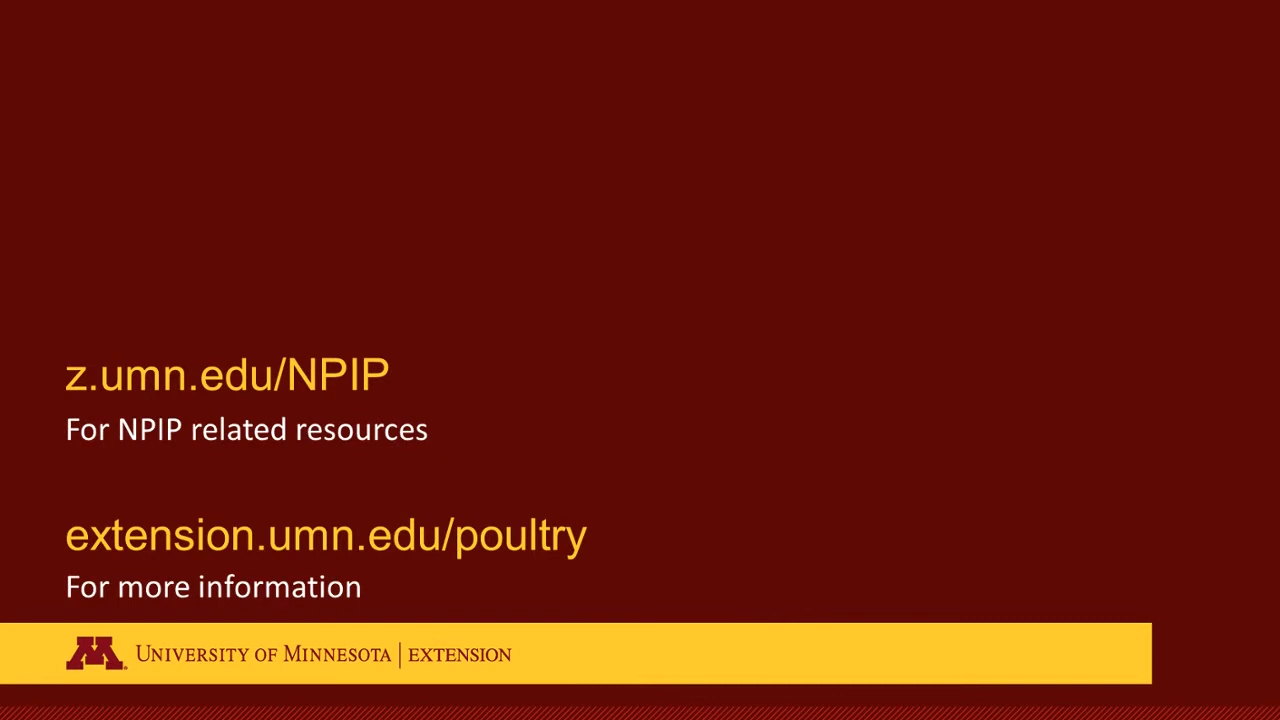 z.umn.edu/NPIP
For NPIP related resources
extension.umn.edu/poultry
For more information
M University of Minnesota | EXTENSION